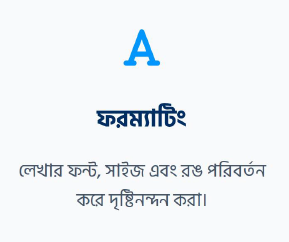 A
ফরম্যাটিং
লেখার ফন্ট, সাইজ এবং রঙ পরিবর্তন
করে দৃষ্টিনন্দন করা।